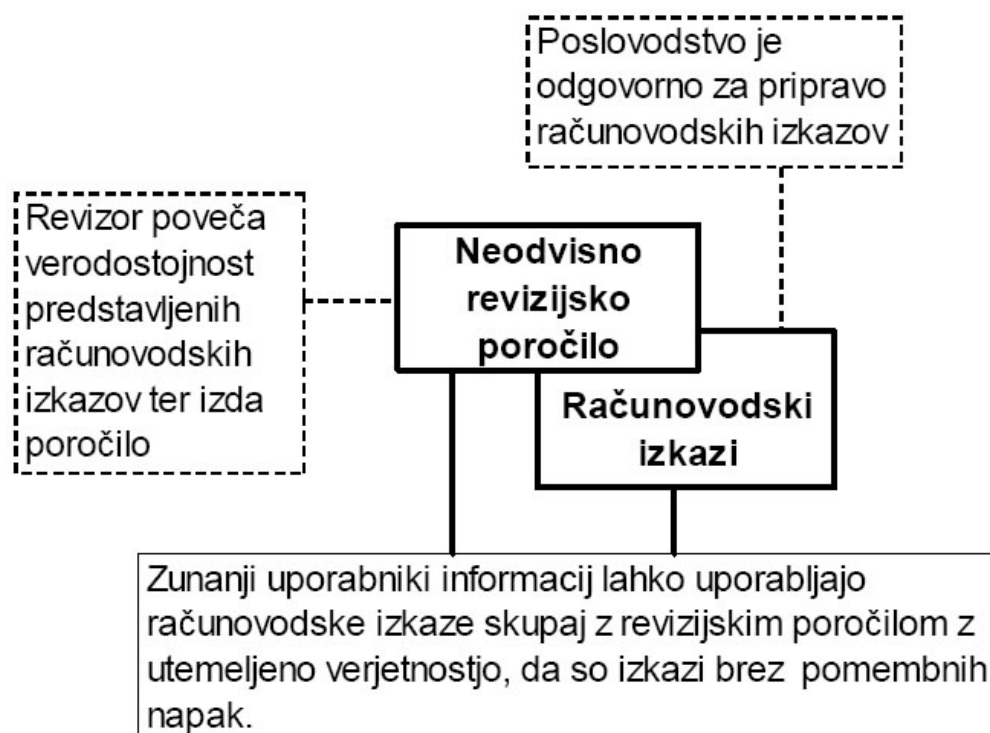 Poslovodstvo je
odgovorno za pripravo
računovodskih izkazov
Revizor poveča
verodostojnost
predstavljenih
računovodskih
izkazov ter izda
poročilo
Neodvisno
revizijsko
poročilo
Računovodski
izkazi
Zunanji uporabniki informacij lahko uporabljajo
računovodske izkaze skupaj z revizijskim poročilom z
utemeljeno verjetnostjo, da so izkazi brez pomembnih
napak.